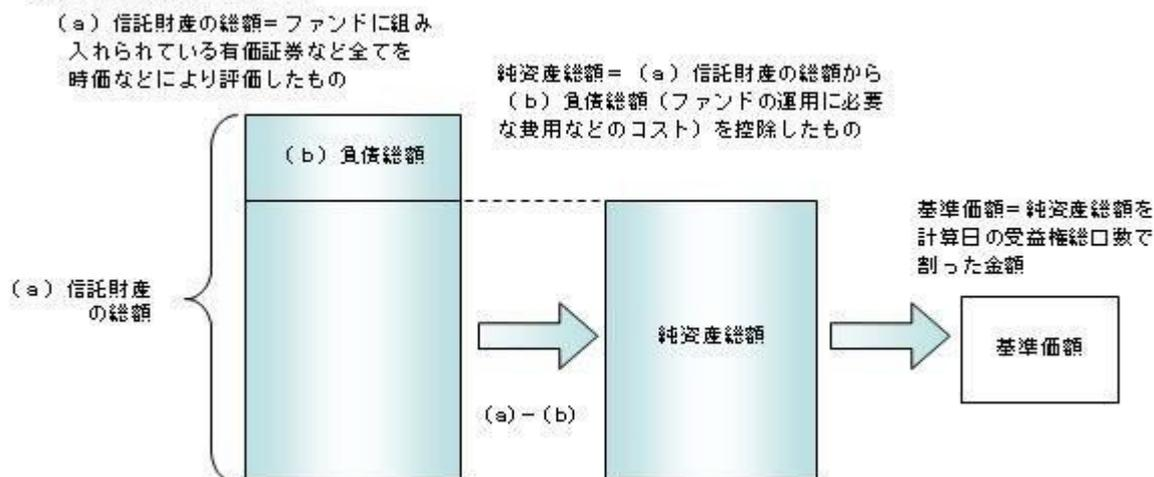 (a)信託財産の総額=ファンドに組み
入れられている有価証券など全てを
時価などにより評価したもの
純資産総額=(a)信託財産の総額から
(b)負債総額(ファンドの運用に必要
な費用などのコスト)を控除したもの
(b)負債総額
基準価額=純資産総額を
計算日の受益権総口数で
割った金額
(a)信託財産
の総額
純資産総額
基準価額
(a)-(b)